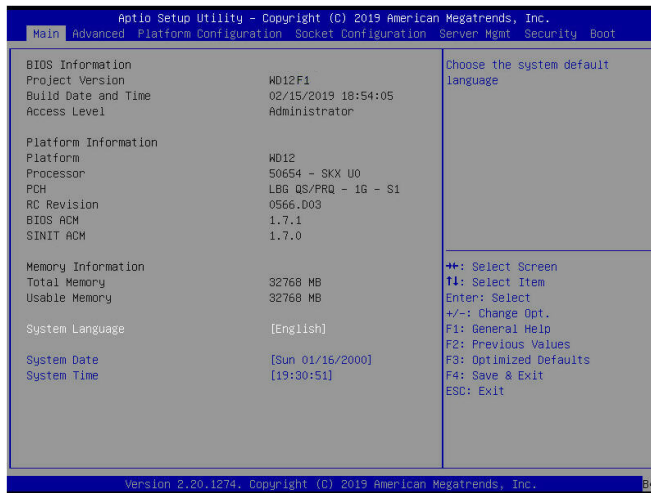 Aptio Setup Utility – Copyright (C) 2019 American Megatrends, Inc.
Main Advanced Platform Configuration Socket Configuration Server Mgmt Security Boot
BIOS Information
Project Version WD12F1
Build Date and Time 02/15/2019 18:54:05
Access Level Administrator
Platform Information
Platform WD12
Processor 50654 – SKX U0
PCH LBG QS/PRQ – 1G – S1
RC Revision 0566.D03
BIOS ACM 1.7.1
SINIT ACM 1.7.0
Memory Information
Total Memory 32768 MB
Usable Memory 32768 MB
System Language [English]
System Date [Sun 01/16/2000]
System Time [19:30:51]
Choose the system default
language
→←: Select Screen
↑↓: Select Item
Enter: Select
+/-: Change Opt.
F1: General Help
F2: Previous Values
F3: Optimized Defaults
F4: Save & Exit
ESC: Exit
Version 2.20.1274. Copyright (C) 2019 American Megatrends, Inc.